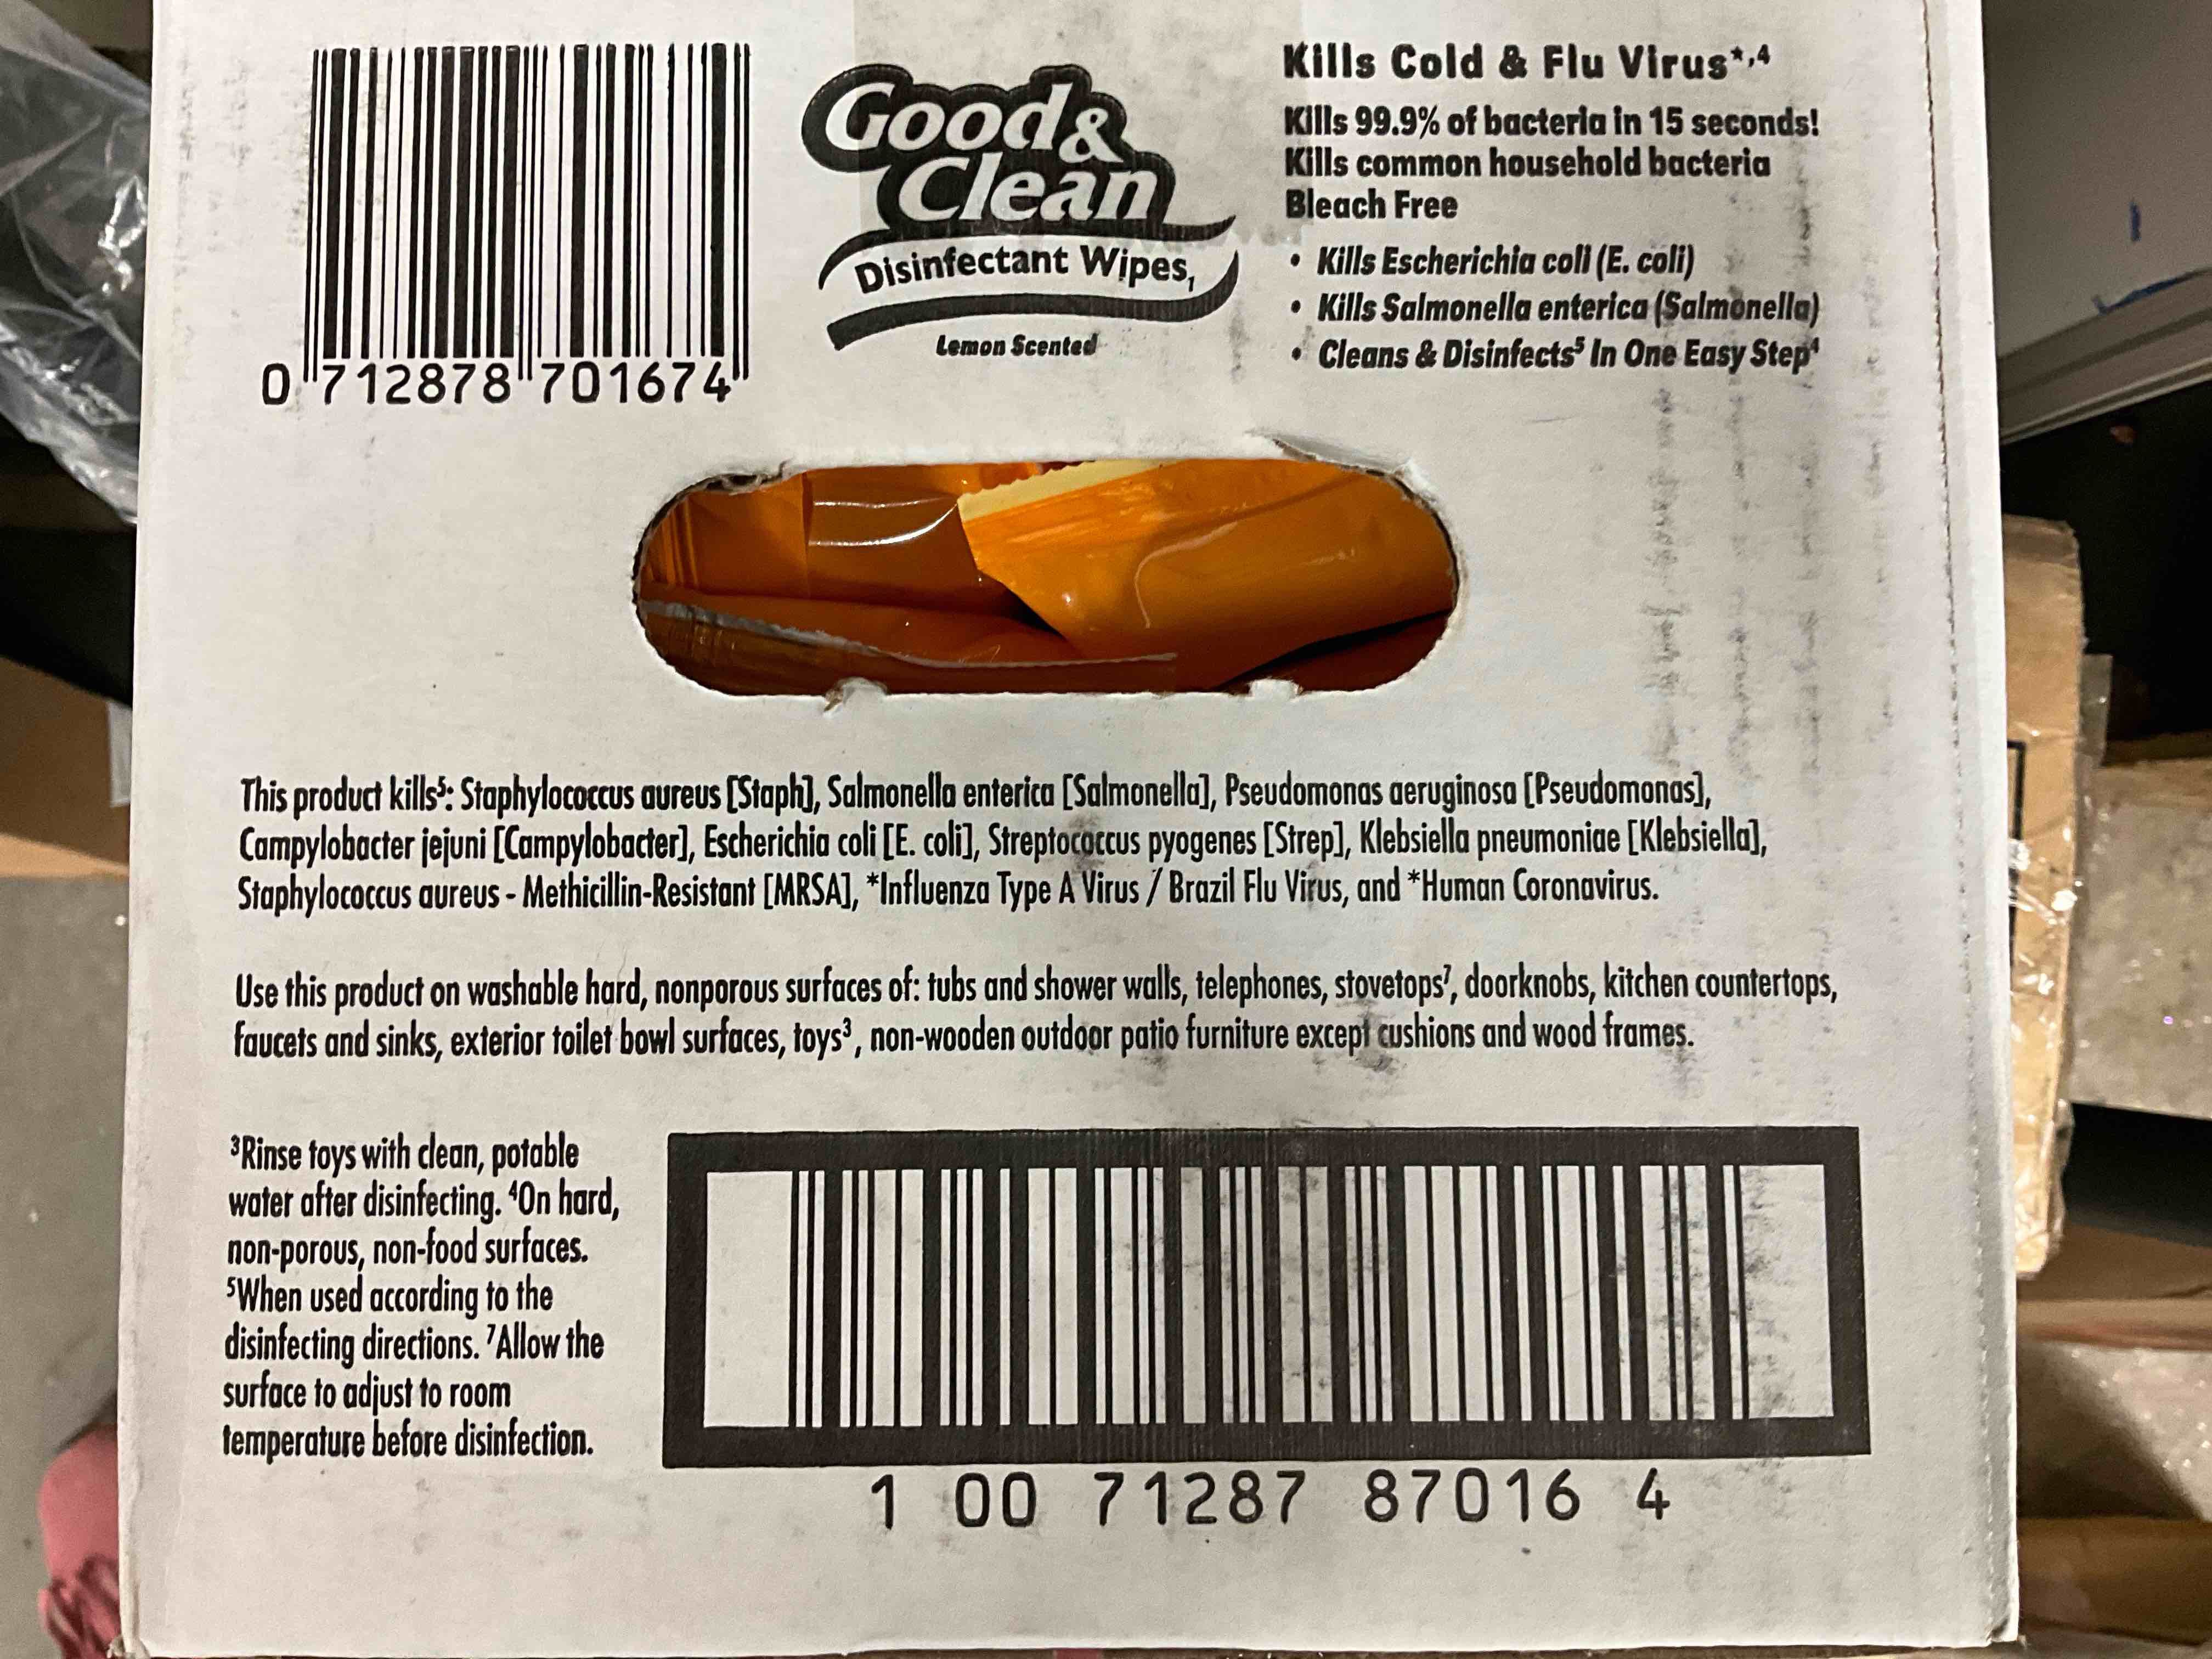 0 712878 701674
Good&
Clean
Disinfectant Wipes,
Lemon Scented
Kills Cold & Flu Virus*,⁴
Kills 99.9% of bacteria in 15 seconds!
Kills common household bacteria
Bleach Free
• Kills Escherichia coli (E. coli)
• Kills Salmonella enterica (Salmonella)
• Cleans & Disinfects⁵ In One Easy Step⁴
This product kills⁵: Staphylococcus aureus [Staph], Salmonella enterica [Salmonella], Pseudomonas aeruginosa [Pseudomonas],
Campylobacter jejuni [Campylobacter], Escherichia coli [E. coli], Streptococcus pyogenes [Strep], Klebsiella pneumoniae [Klebsiella],
Staphylococcus aureus - Methicillin-Resistant [MRSA], *Influenza Type A Virus / Brazil Flu Virus, and *Human Coronavirus.
Use this product on washable hard, nonporous surfaces of: tubs and shower walls, telephones, stovetops⁷, doorknobs, kitchen countertops,
faucets and sinks, exterior toilet bowl surfaces, toys³, non-wooden outdoor patio furniture except cushions and wood frames.
³Rinse toys with clean, potable
water after disinfecting. ⁴On hard,
non-porous, non-food surfaces.
⁵When used according to the
disinfecting directions. ⁷Allow the
surface to adjust to room
temperature before disinfection.
1 00 71287 87016 4